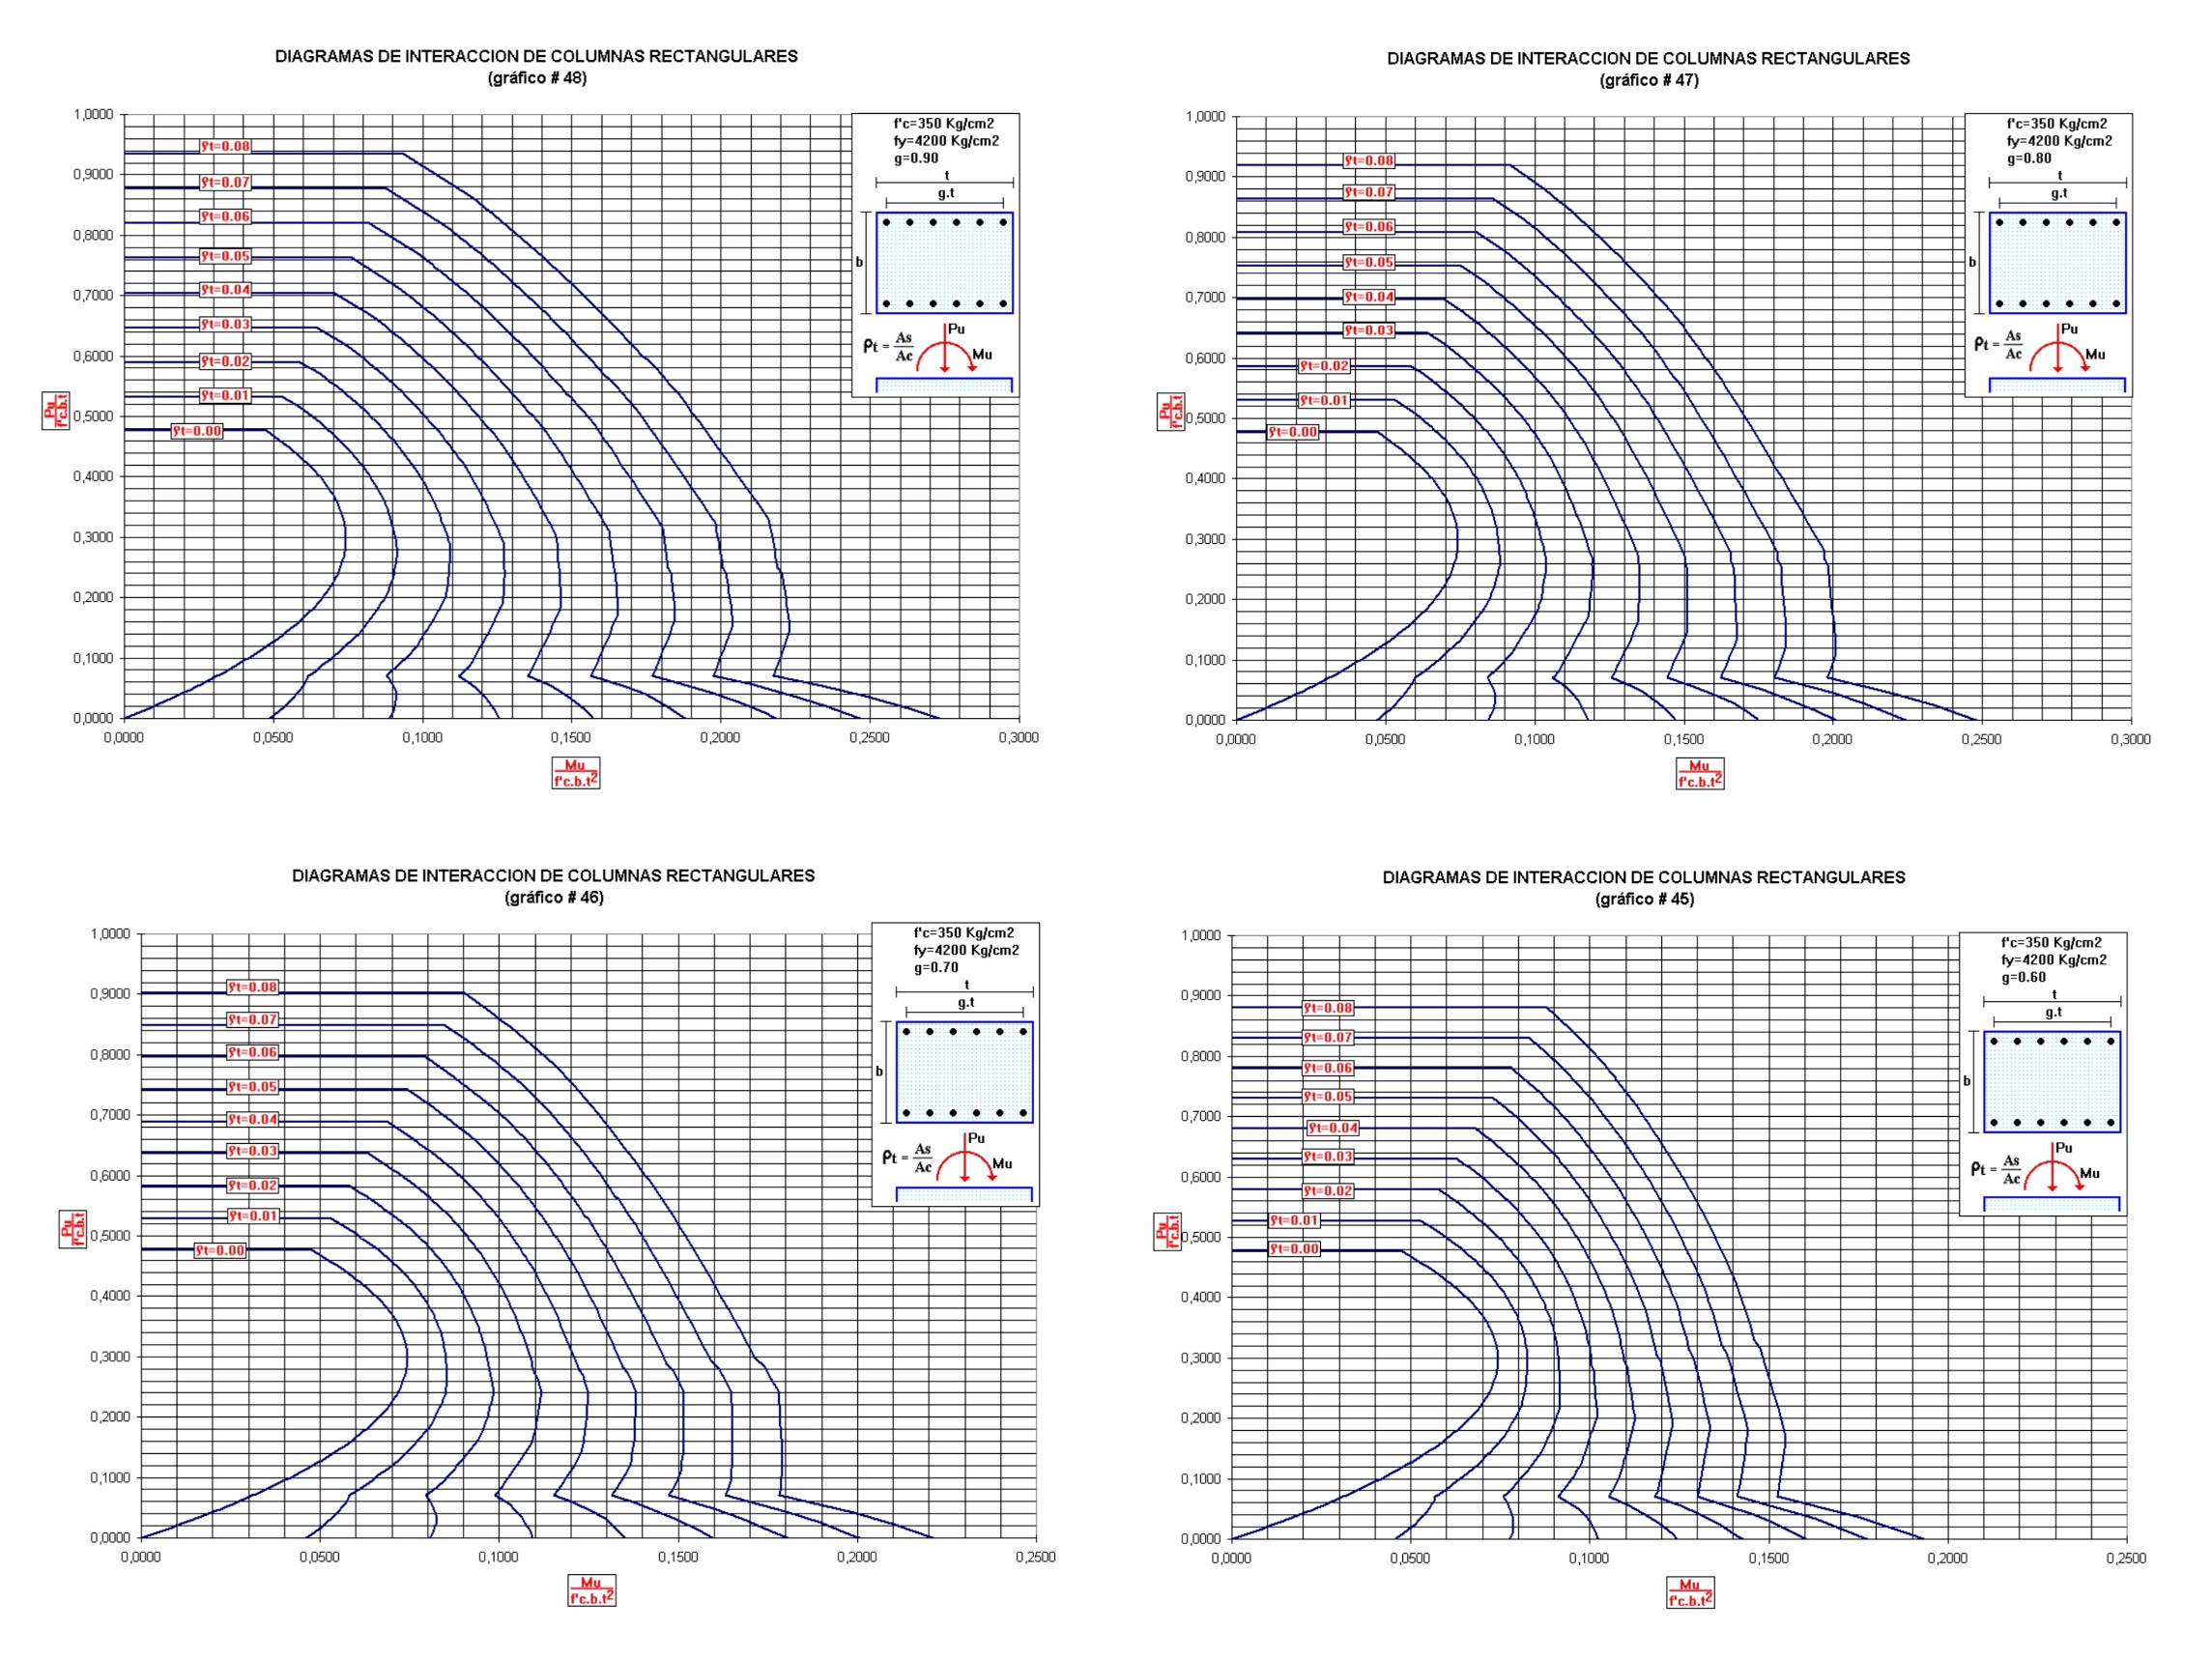 DIAGRAMAS DE INTERACCION DE COLUMNAS RECTANGULARES
(gráfico # 48)
1,0000
0,9000
0,8000
0,7000
0,6000
0,5000
0,4000
0,3000
0,2000
0,1000
0,0000
ρt=0.08
ρt=0.07
ρt=0.06
ρt=0.05
ρt=0.04
ρt=0.03
ρt=0.02
ρt=0.01
ρt=0.00
0,0000 0,0500 0,1000 0,1500 0,2000 0,2500 0,3000
Pu
f'c.b.t
Mu
f'c.b.t2
f'c=350 Kg/cm2
fy=4200 Kg/cm2
g=0.90
t
g.t
b
Pu
ρt = As
Ac
Mu
DIAGRAMAS DE INTERACCION DE COLUMNAS RECTANGULARES
(gráfico # 47)
1,0000
0,9000
0,8000
0,7000
0,6000
0,5000
0,4000
0,3000
0,2000
0,1000
0,0000
ρt=0.08
ρt=0.07
ρt=0.06
ρt=0.05
ρt=0.04
ρt=0.03
ρt=0.02
ρt=0.01
ρt=0.00
0,0000 0,0500 0,1000 0,1500 0,2000 0,2500 0,3000
Pu
f'c.b.t
Mu
f'c.b.t2
f'c=350 Kg/cm2
fy=4200 Kg/cm2
g=0.80
t
g.t
b
Pu
ρt = As
Ac
Mu
DIAGRAMAS DE INTERACCION DE COLUMNAS RECTANGULARES
(gráfico # 46)
1,0000
0,9000
0,8000
0,7000
0,6000
0,5000
0,4000
0,3000
0,2000
0,1000
0,0000
ρt=0.08
ρt=0.07
ρt=0.06
ρt=0.05
ρt=0.04
ρt=0.03
ρt=0.02
ρt=0.01
ρt=0.00
0,0000 0,0500 0,1000 0,1500 0,2000 0,2500
Pu
f'c.b.t
Mu
f'c.b.t2
f'c=350 Kg/cm2
fy=4200 Kg/cm2
g=0.70
t
g.t
b
Pu
ρt = As
Ac
Mu
DIAGRAMAS DE INTERACCION DE COLUMNAS RECTANGULARES
(gráfico # 45)
1,0000
0,9000
0,8000
0,7000
0,6000
0,5000
0,4000
0,3000
0,2000
0,1000
0,0000
ρt=0.08
ρt=0.07
ρt=0.06
ρt=0.05
ρt=0.04
ρt=0.03
ρt=0.02
ρt=0.01
ρt=0.00
0,0000 0,0500 0,1000 0,1500 0,2000 0,2500
Pu
f'c.b.t
Mu
f'c.b.t2
f'c=350 Kg/cm2
fy=4200 Kg/cm2
g=0.60
t
g.t
b
Pu
ρt = As
Ac
Mu